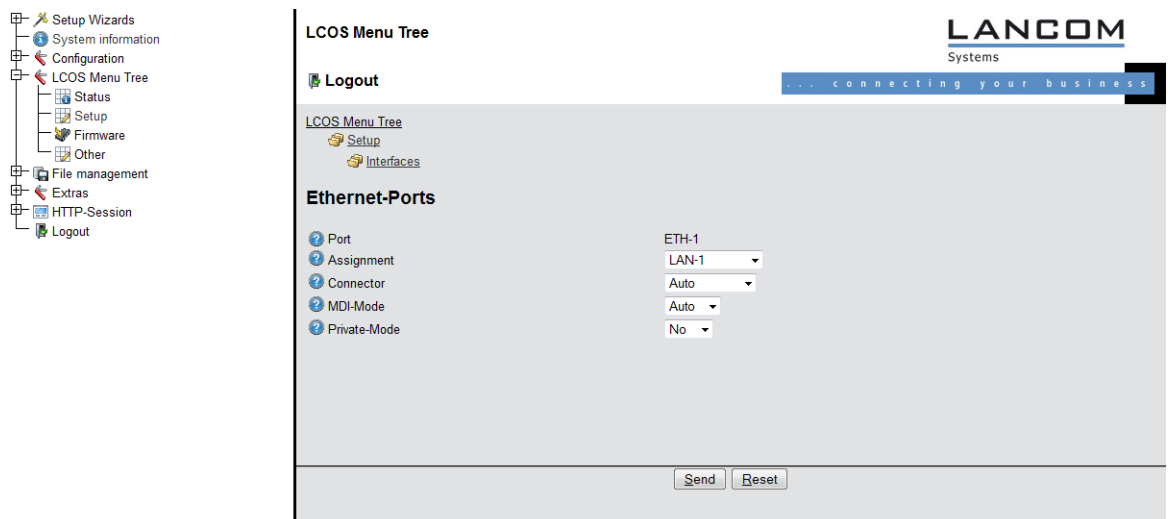 Setup Wizards
System information
Configuration
LCOS Menu Tree
Status
Setup
Firmware
Other
File management
Extras
HTTP-Session
Logout
LCOS Menu Tree
LANCOM
Systems
Logout
... connecting your business
LCOS Menu Tree
Setup
Interfaces
Ethernet-Ports
Port ETH-1
Assignment LAN-1
Connector Auto
MDI-Mode Auto
Private-Mode No
Send Reset